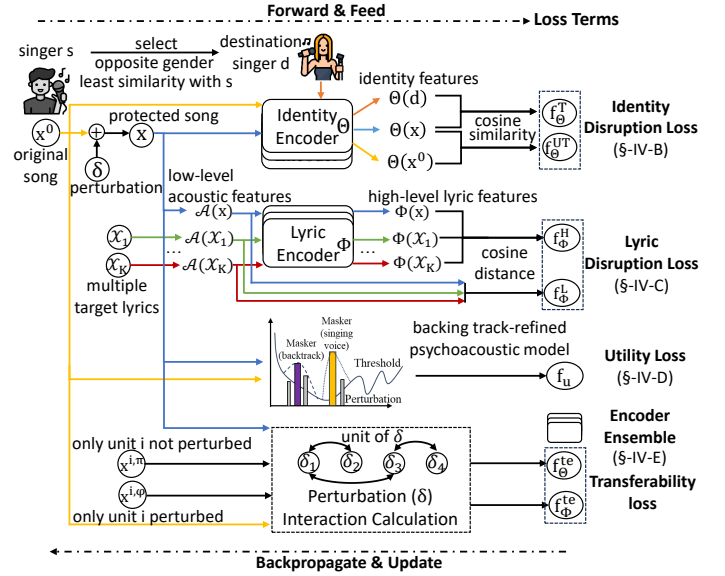 Forward & Feed
Loss Terms
singer s
select
opposite gender
least similarity with s
destination
singer d
identity features
protected song
x⁰
+
x
original
song
δ
perturbation
Identity
Encoder Θ
Θ(d)
Θ(x)
Θ(x⁰)
cosine
similarity
f_Θ^T
f_Θ^UT
Identity
Disruption Loss
(§-IV-B)
low-level
acoustic features
high-level lyric features
𝒜(x)
𝒳₁
𝒜(𝒳₁)
...
...
𝒳_K
𝒜(𝒳_K)
multiple
target lyrics
Lyric
Encoder Φ
Φ(x)
Φ(𝒳₁)
...
Φ(𝒳_K)
cosine
distance
f_Φ^H
f_Φ^L
Lyric
Disruption Loss
(§-IV-C)
Masker
(singing
voice)
Masker
(backtrack)
Threshold
Perturbation
backing track-refined
psychoacoustic model
f_u
Utility Loss
(§-IV-D)
only unit i not perturbed
x^{i,π}
x^{i,φ}
only unit i perturbed
unit of δ
δ₁
δ₂
δ₃
δ₄
Perturbation (δ)
Interaction Calculation
Encoder
Ensemble
(§-IV-E)
f_Θ^te
f_Φ^te
Transferability
loss
Backpropagate & Update